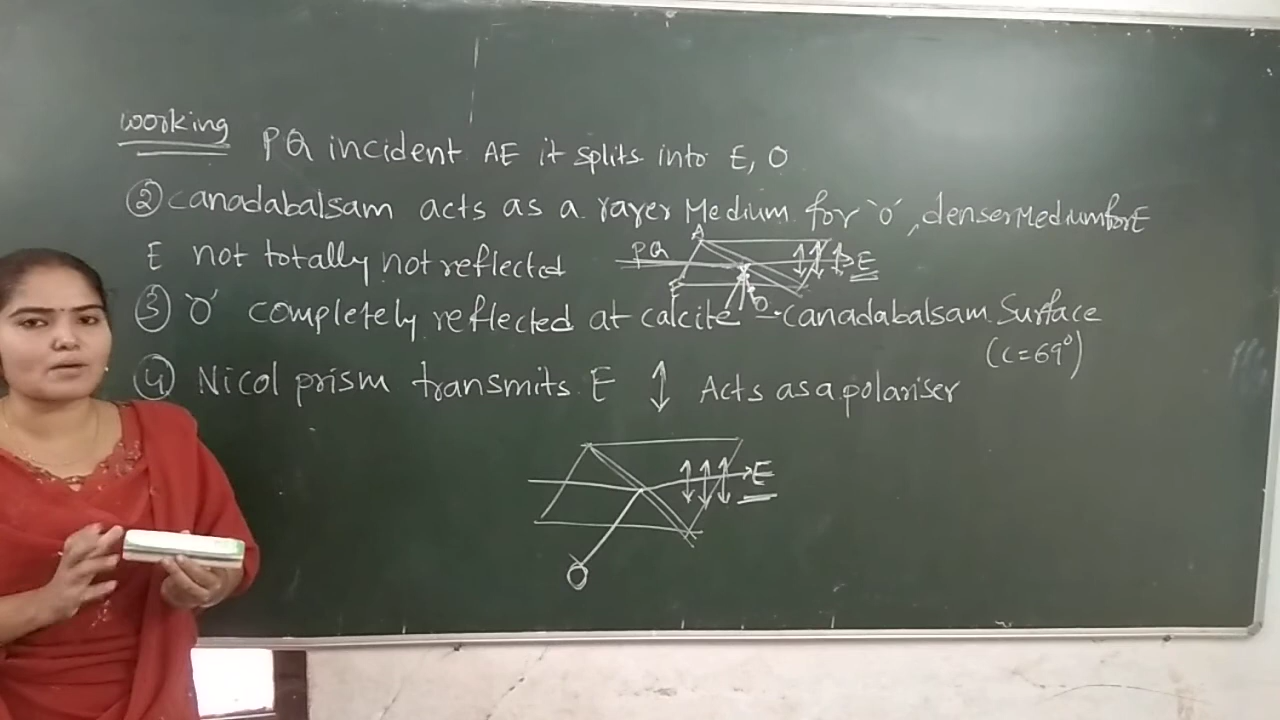 working
PQ incident AE it splits into E, O
② canadabalsam acts as a rarer Medium for 'o', denser Medium for E
E not totally not reflected
A
PQ
E
E
O
③ 'O' completely reflected at calcite - canadabalsam Surface
(c=69°)
④ Nicol prism transmits E ↕ Acts as a polariser
E
O